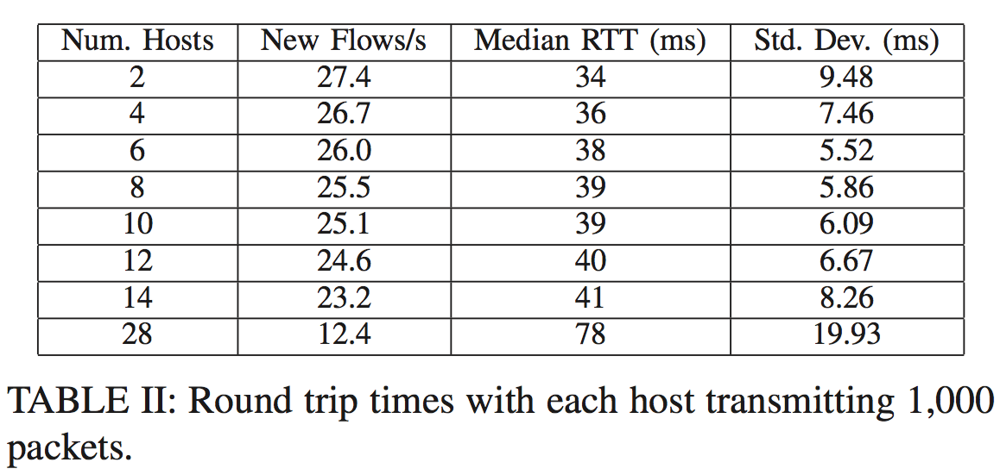 Num. Hosts New Flows/s Median RTT (ms) Std. Dev. (ms)
2 27.4 34 9.48
4 26.7 36 7.46
6 26.0 38 5.52
8 25.5 39 5.86
10 25.1 39 6.09
12 24.6 40 6.67
14 23.2 41 8.26
28 12.4 78 19.93
TABLE II: Round trip times with each host transmitting 1,000
packets.